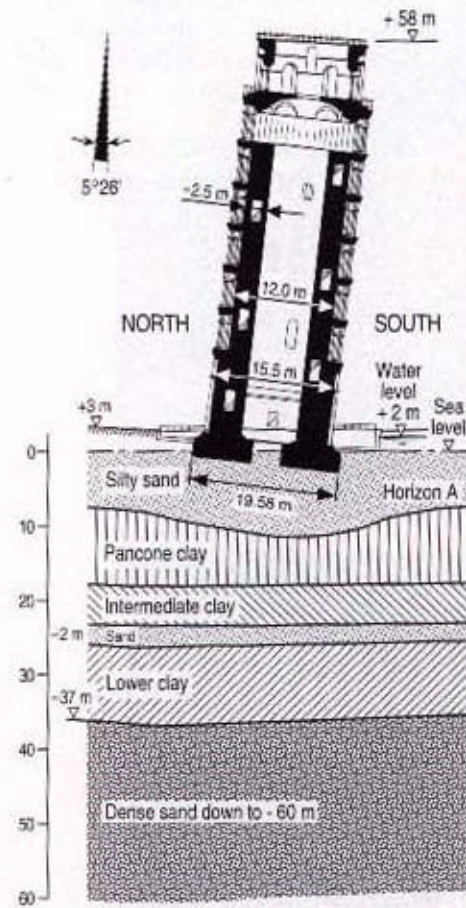 + 58 m
5°26'
~2.5 m
12.0 m
NORTH
SOUTH
15.5 m
Water
level
+ 2 m
Sea
level
+3 m
0
Silty sand
Horizon A
19.58 m
10
Pancone clay
20
Intermediate clay
Sand
30
Lower clay
-37 m
40
Dense sand down to - 60 m
50
60